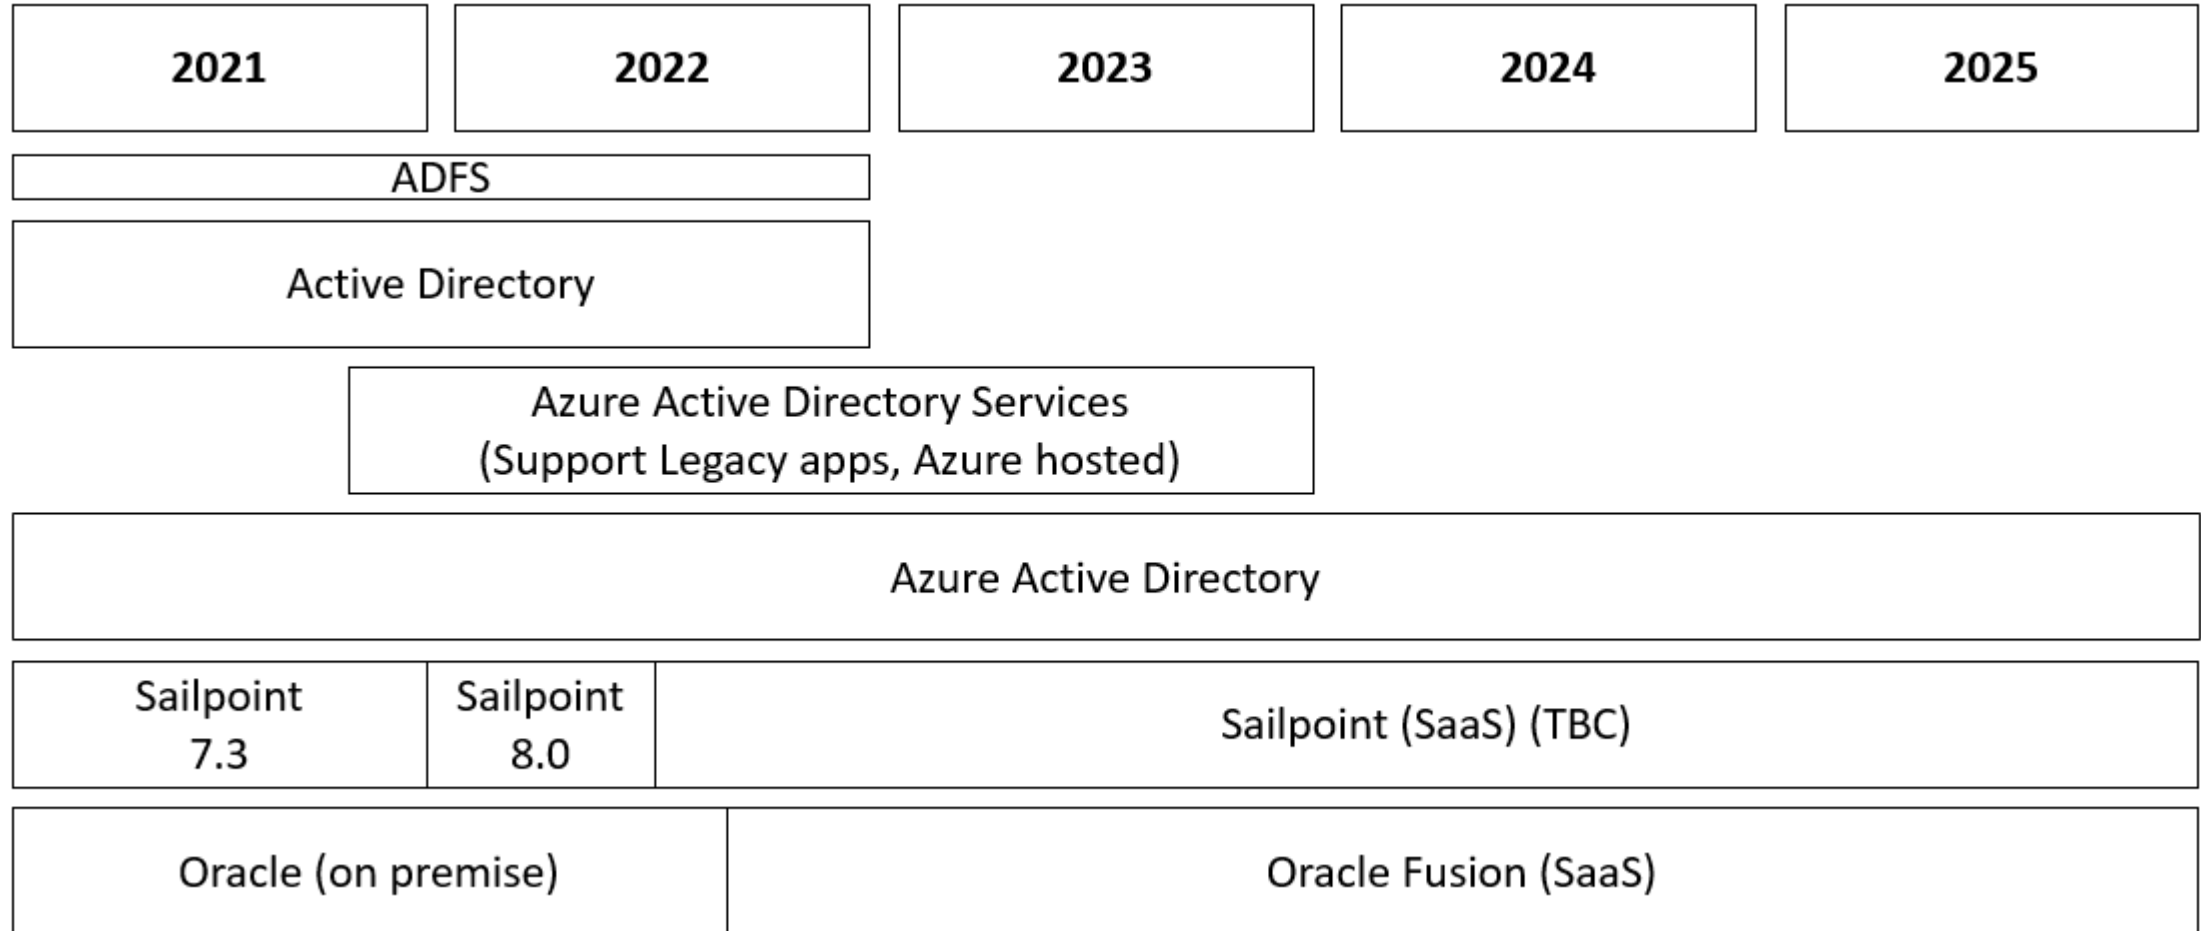 2021
2022
2023
2024
2025
ADFS
Active Directory
Azure Active Directory Services
(Support Legacy apps, Azure hosted)
Azure Active Directory
Sailpoint
7.3
Sailpoint
8.0
Sailpoint (SaaS) (TBC)
Oracle (on premise)
Oracle Fusion (SaaS)